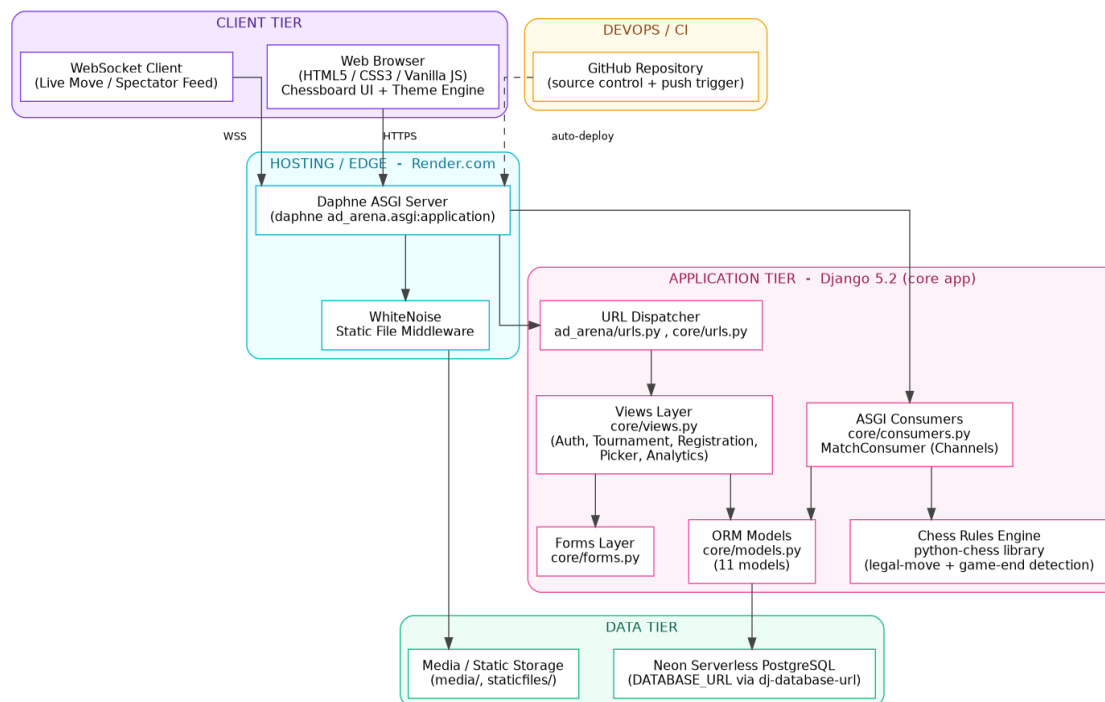 CLIENT TIER
WebSocket Client
(Live Move / Spectator Feed)
Web Browser
(HTML5 / CSS3 / Vanilla JS)
Chessboard UI + Theme Engine
DEVOPS / CI
GitHub Repository
(source control + push trigger)
WSS
HTTPS
auto-deploy
HOSTING / EDGE - Render.com
Daphne ASGI Server
(daphne ad_arena.asgi:application)
WhiteNoise
Static File Middleware
APPLICATION TIER - Django 5.2 (core app)
URL Dispatcher
ad_arena/urls.py , core/urls.py
Views Layer
core/views.py
(Auth, Tournament, Registration,
Picker, Analytics)
ASGI Consumers
core/consumers.py
MatchConsumer (Channels)
Forms Layer
core/forms.py
ORM Models
core/models.py
(11 models)
Chess Rules Engine
python-chess library
(legal-move + game-end detection)
DATA TIER
Media / Static Storage
(media/, staticfiles/)
Neon Serverless PostgreSQL
(DATABASE_URL via dj-database-url)